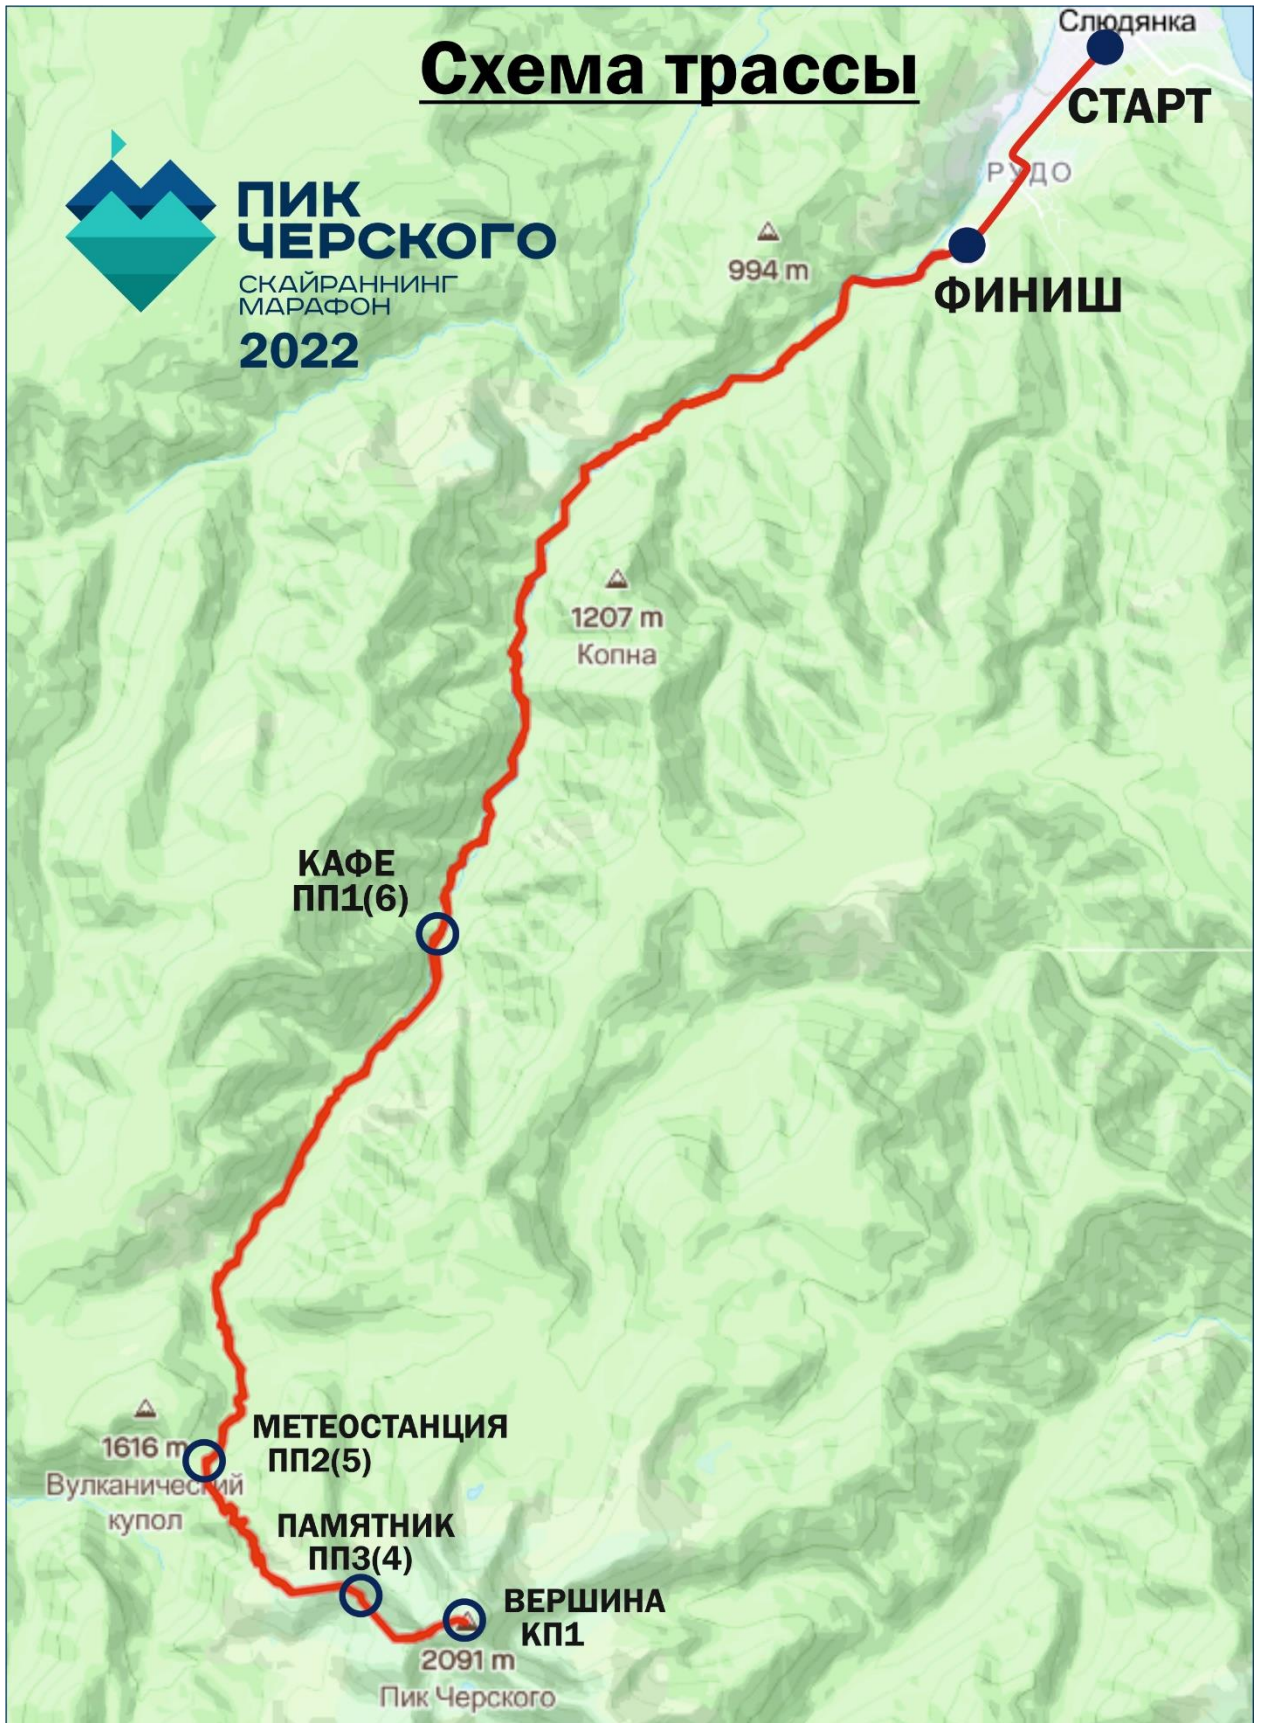 Слюдянка
Схема трассы
СТАРТ
РУДО
ПИК
ЧЕРСКОГО
СКАЙРАННИНГ
МАРАФОН
2022
994 m
ФИНИШ
1207 m
Копна
КАФЕ
ПП1(6)
МЕТЕОСТАНЦИЯ
ПП2(5)
1616 m
Вулканический
купол
ПАМЯТНИК
ПП3(4)
ВЕРШИНА
КП1
2091 m
Пик Черского